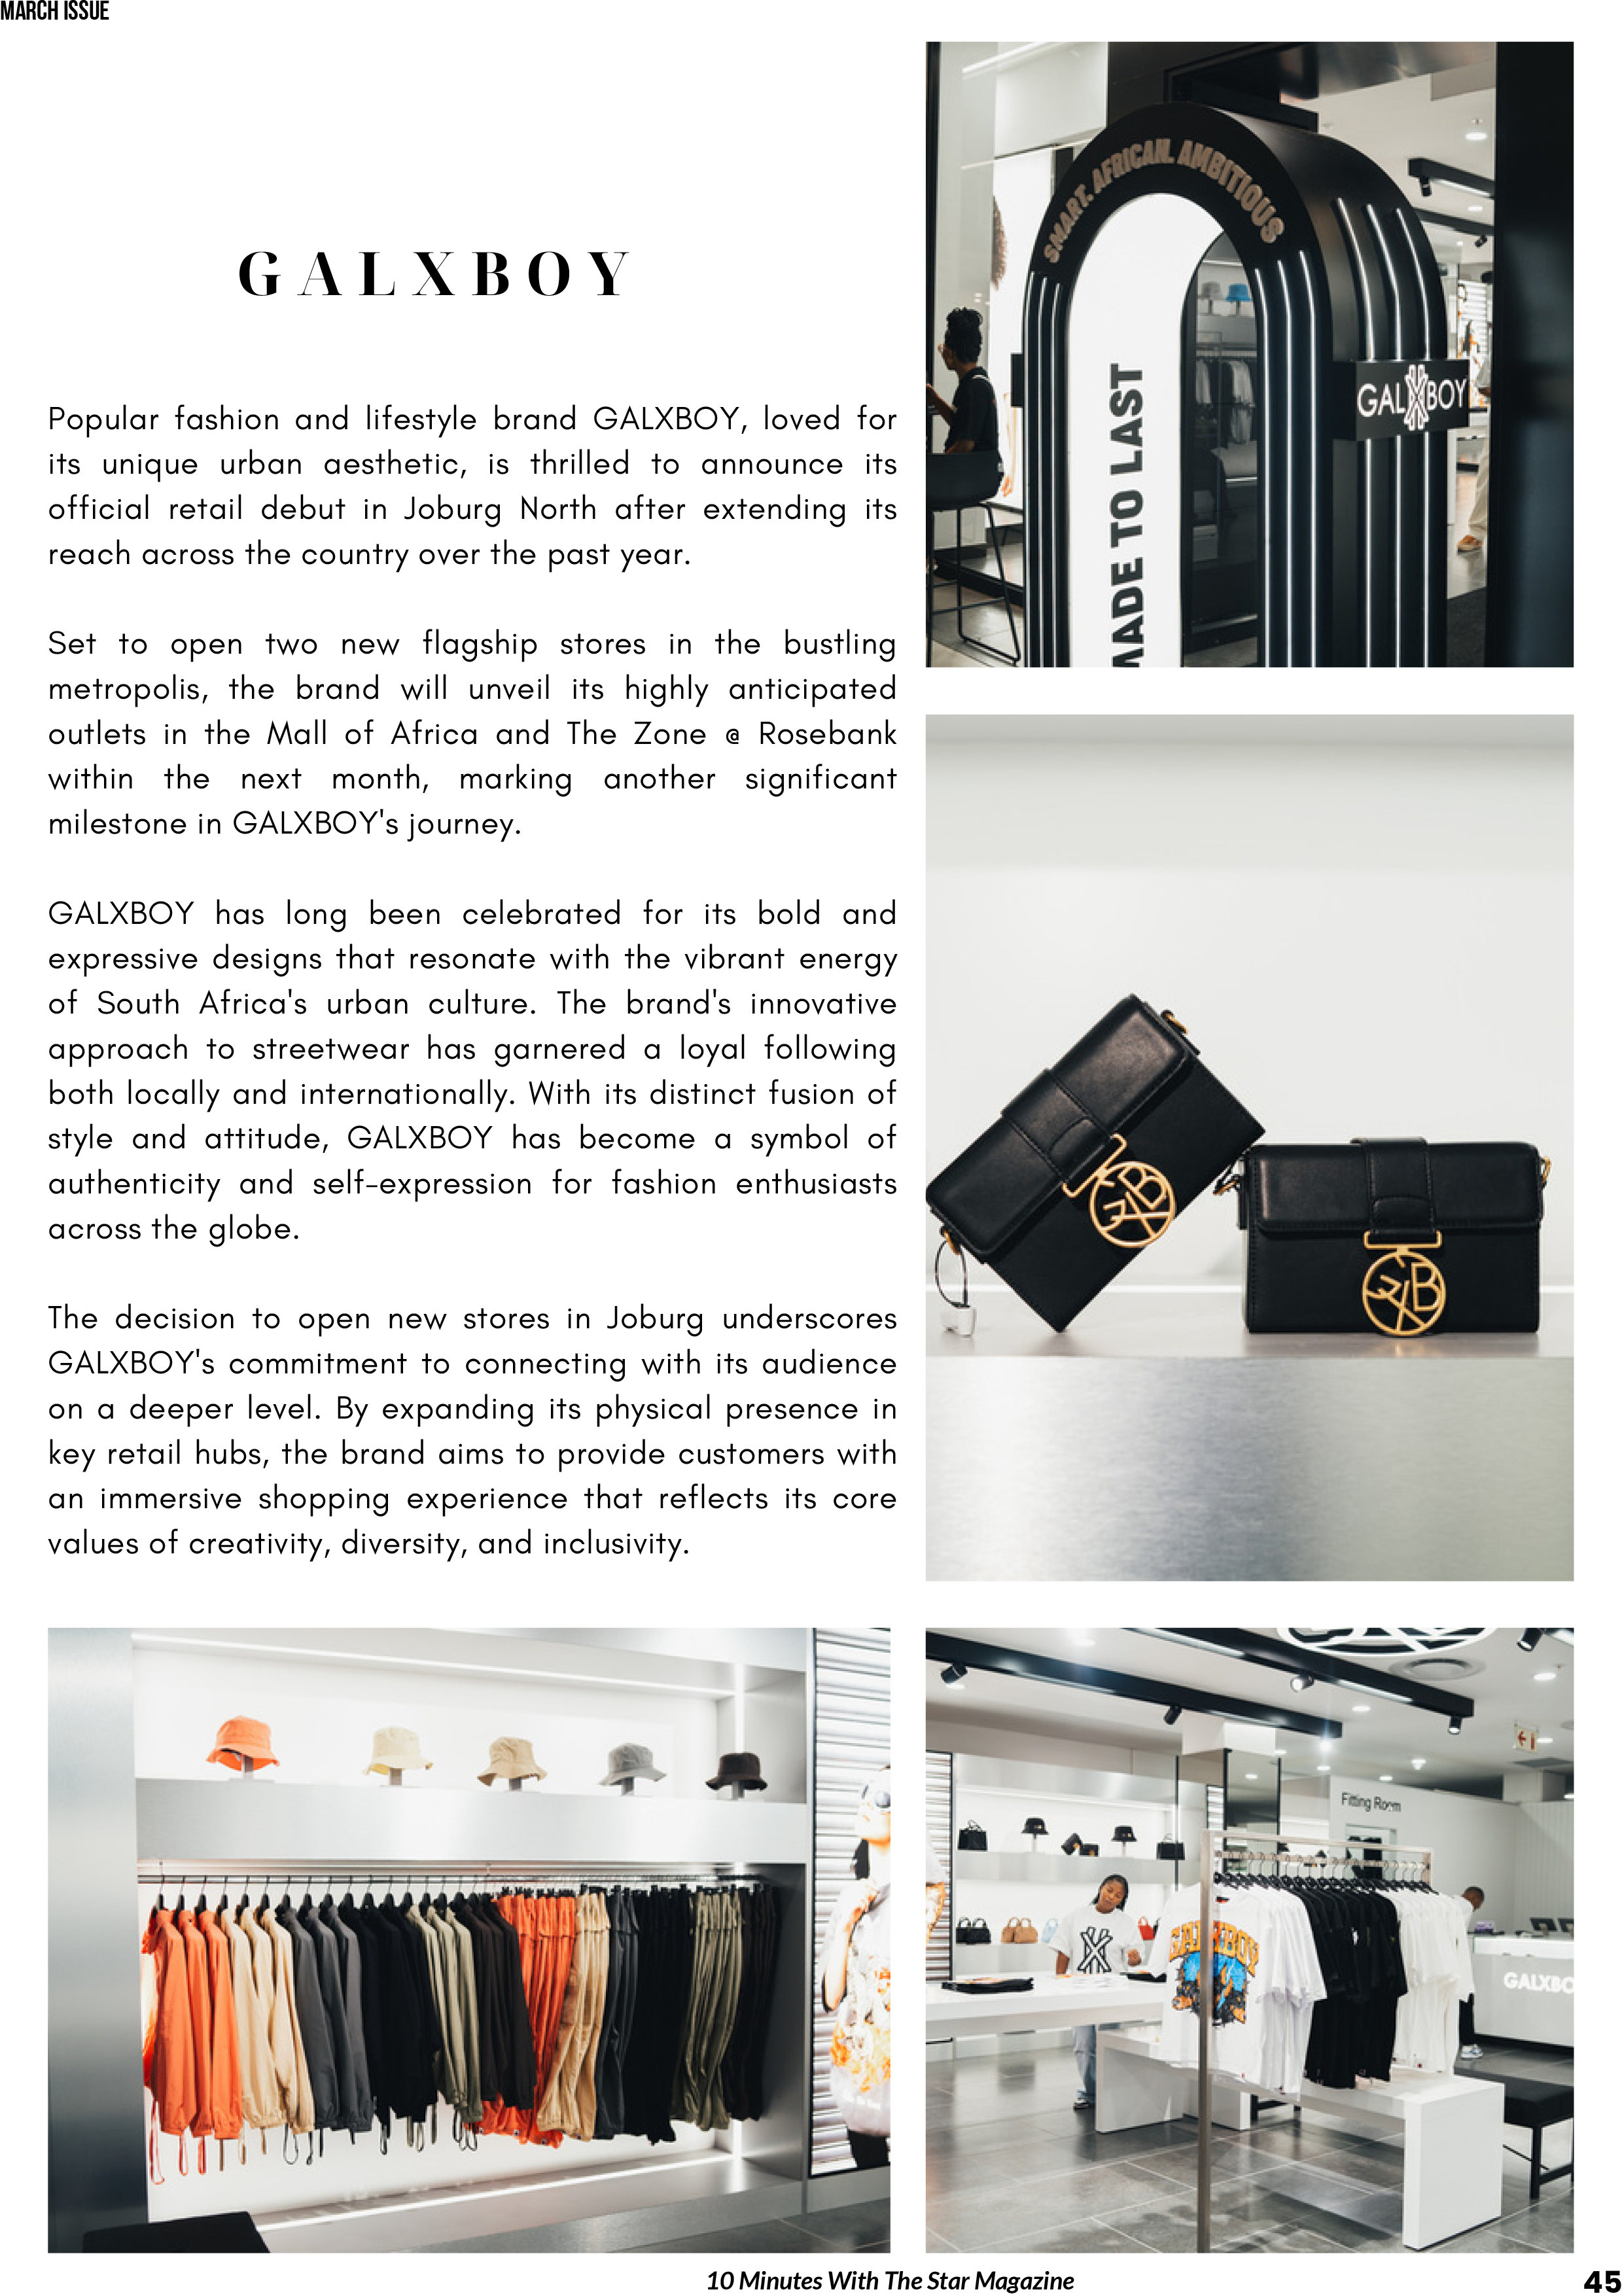 MARCH ISSUE
GALXBOY
Popular fashion and lifestyle brand GALXBOY, loved for
its unique urban aesthetic, is thrilled to announce its
official retail debut in Joburg North after extending its
reach across the country over the past year.
Set to open two new flagship stores in the bustling
metropolis, the brand will unveil its highly anticipated
outlets in the Mall of Africa and The Zone @ Rosebank
within the next month, marking another significant
milestone in GALXBOY's journey.
GALXBOY has long been celebrated for its bold and
expressive designs that resonate with the vibrant energy
of South Africa's urban culture. The brand's innovative
approach to streetwear has garnered a loyal following
both locally and internationally. With its distinct fusion of
style and attitude, GALXBOY has become a symbol of
authenticity and self-expression for fashion enthusiasts
across the globe.
The decision to open new stores in Joburg underscores
GALXBOY's commitment to connecting with its audience
on a deeper level. By expanding its physical presence in
key retail hubs, the brand aims to provide customers with
an immersive shopping experience that reflects its core
values of creativity, diversity, and inclusivity.
SMART. AFRICAN. AMBITIOUS
GALXBOY
MADE TO LAST
GXB
GXB
Fitting Room
GALXBOY
GALXBO
10 Minutes With The Star Magazine
45